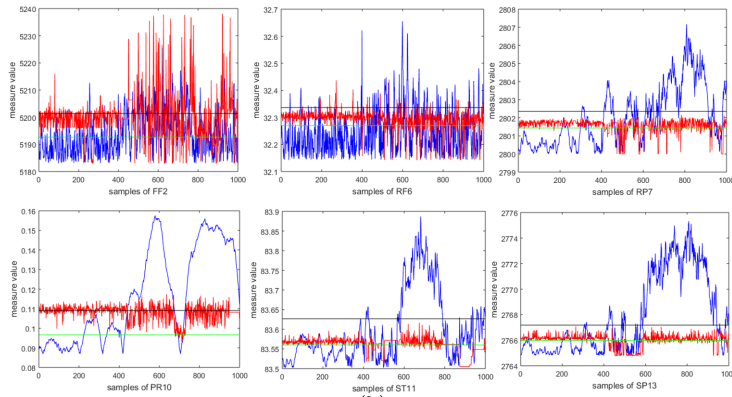 5240
5230
5220
5210
5200
5190
5180
measure value
0 200 400 600 800 1000
samples of FF2
32.7
32.6
32.5
32.4
32.3
32.2
32.1
measure value
0 200 400 600 800 1000
samples of RF6
2808
2807
2806
2805
2804
2803
2802
2801
2800
2799
measure value
0 200 400 600 800 1000
samples of RP7
0.16
0.15
0.14
0.13
0.12
0.11
0.1
0.09
0.08
measure value
0 200 400 600 800 1000
samples of PR10
83.9
83.85
83.8
83.75
83.7
83.65
83.6
83.55
83.5
measure value
0 200 400 600 800 1000
samples of ST11
2776
2774
2772
2770
2768
2766
2764
measure value
0 200 400 600 800 1000
samples of SP13